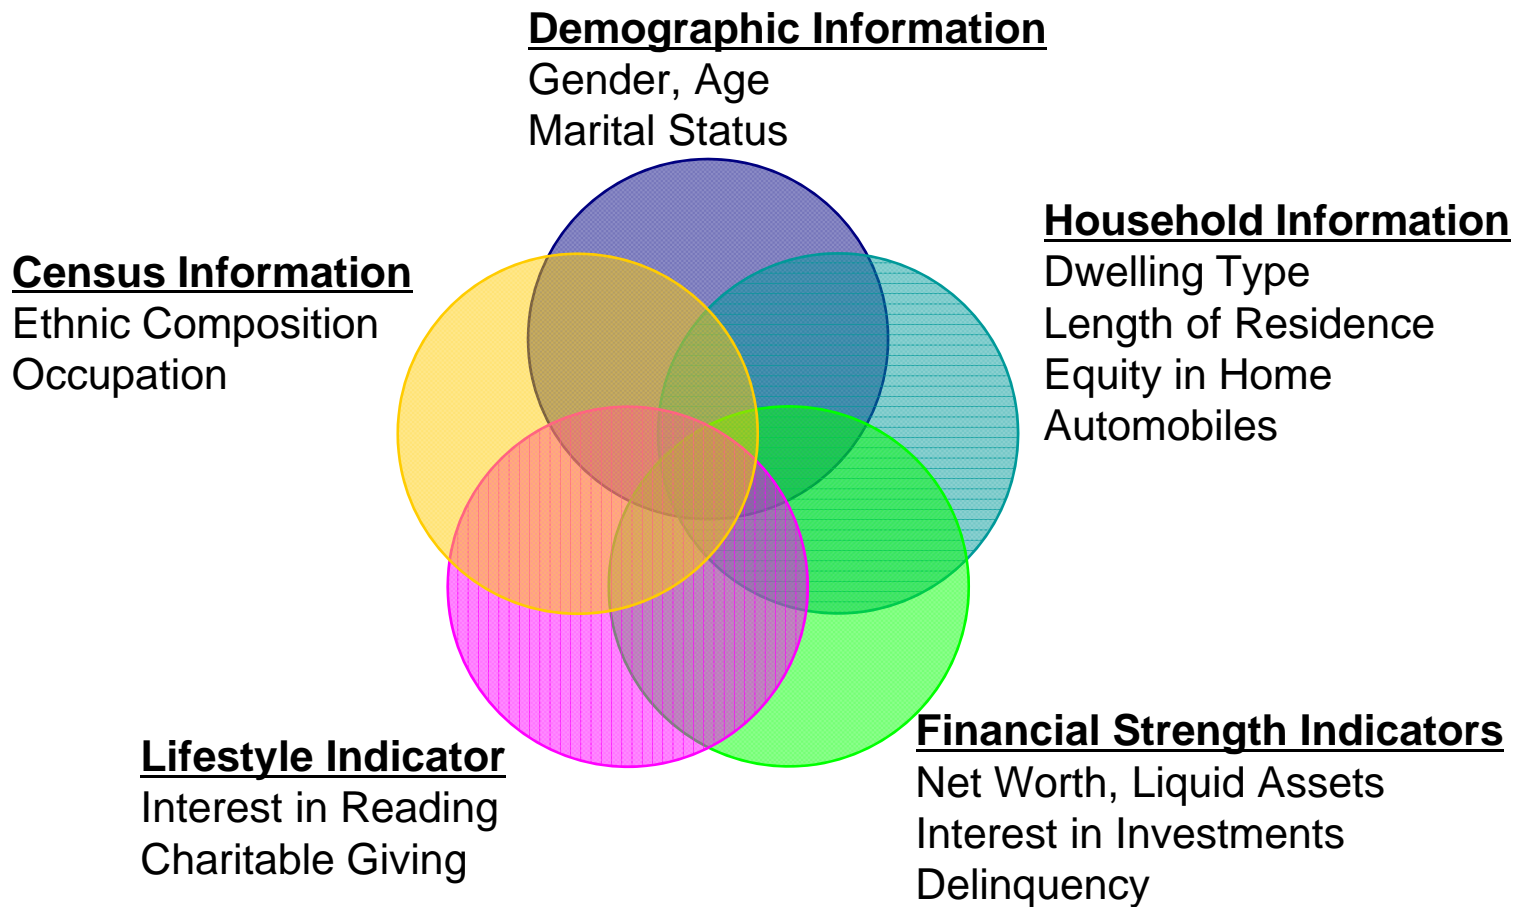 Demographic Information
Gender, Age
Marital Status
Household Information
Dwelling Type
Length of Residence
Equity in Home
Automobiles
Census Information
Ethnic Composition
Occupation
Financial Strength Indicators
Net Worth, Liquid Assets
Interest in Investments
Delinquency
Lifestyle Indicator
Interest in Reading
Charitable Giving